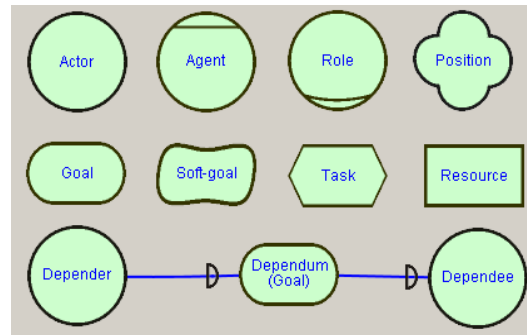 Actor
Agent
Role
Position
Goal
Soft-goal
Task
Resource
Depender
Dependum
(Goal)
Dependee